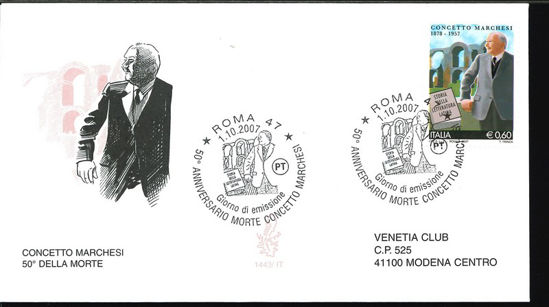 CONCETTO MARCHESI
1878 - 1957
STORIA
DELLA
LETTERATURA
LATINA
ITALIA
€ 0,60
ROMA 47
1.10.2007
50° ANNIVERSARIO MORTE CONCETTO MARCHESI
PT
Giorno di emissione
ROMA 47
1.10.2007
50° ANNIVERSARIO MORTE CONCETTO MARCHESI
PT
Giorno di emissione
1443/IT
CONCETTO MARCHESI
50° DELLA MORTE
VENETIA CLUB
C.P. 525
41100 MODENA CENTRO